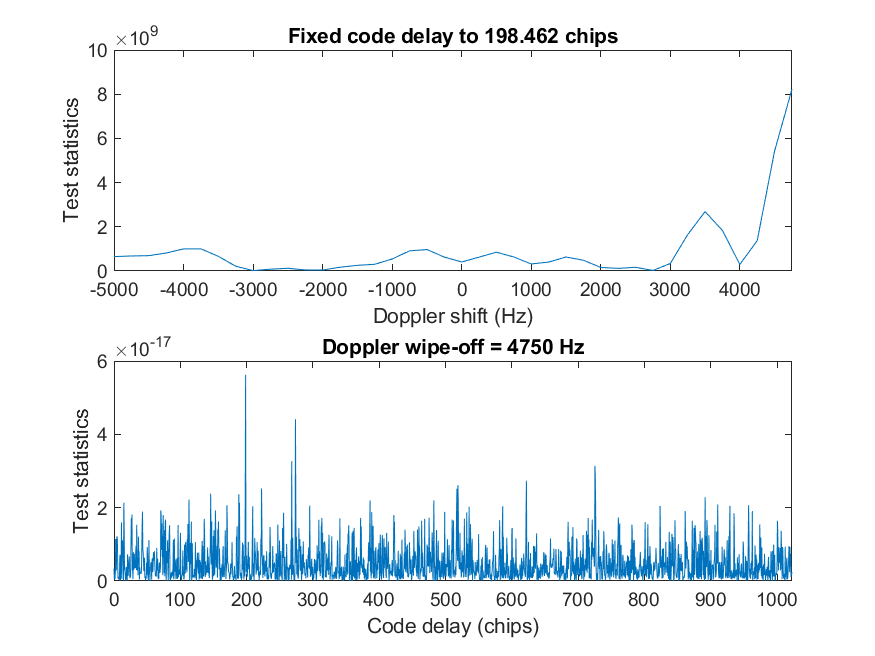 ×10^9
Fixed code delay to 198.462 chips
10
8
6
4
2
0
Test statistics
-5000 -4000 -3000 -2000 -1000 0 1000 2000 3000 4000
Doppler shift (Hz)
×10^-17
Doppler wipe-off = 4750 Hz
6
4
2
0
Test statistics
0 100 200 300 400 500 600 700 800 900 1000
Code delay (chips)